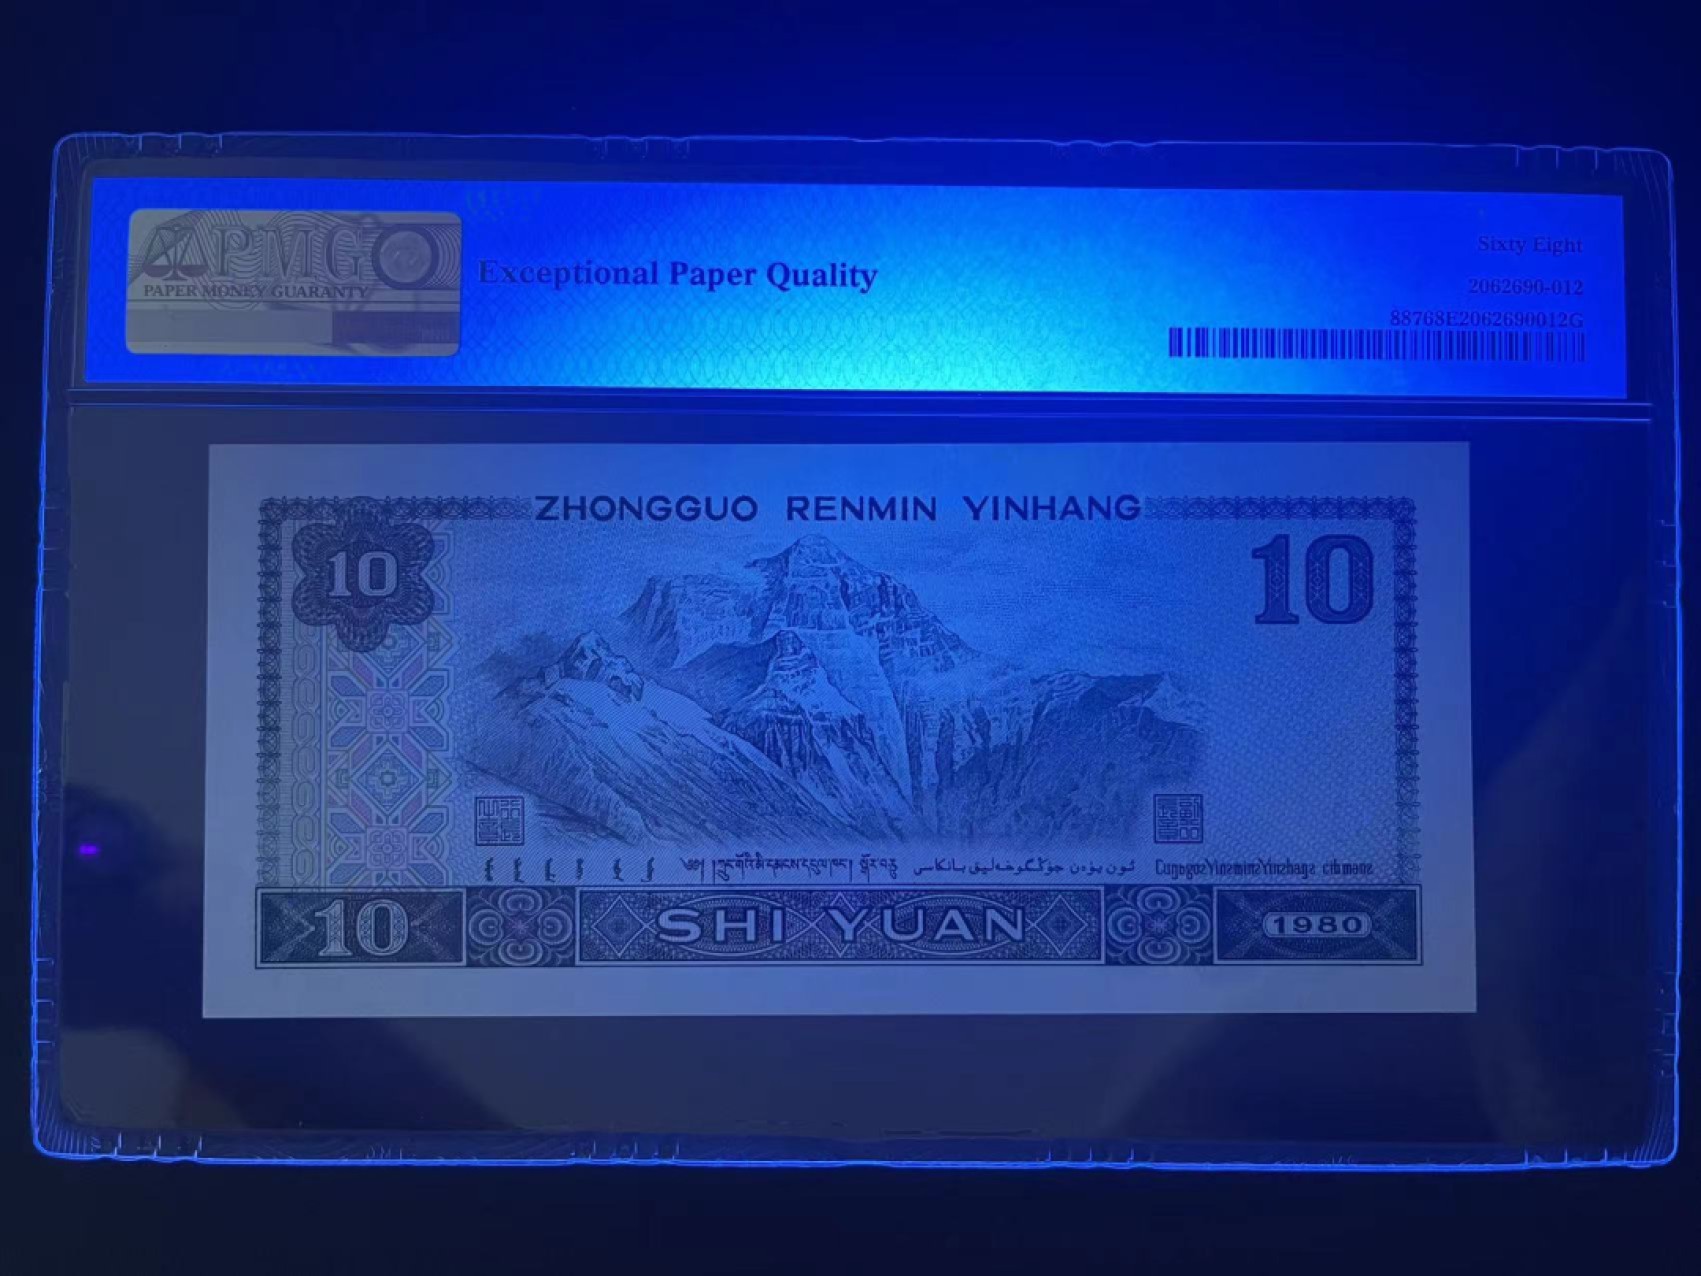 PMG
PAPER MONEY GUARANTY
Exceptional Paper Quality
Sixty Eight
2062690-012
88768E2062690012G
ZHONGGUO RENMIN YINHANG
10
10
10
SHI YUAN
1980